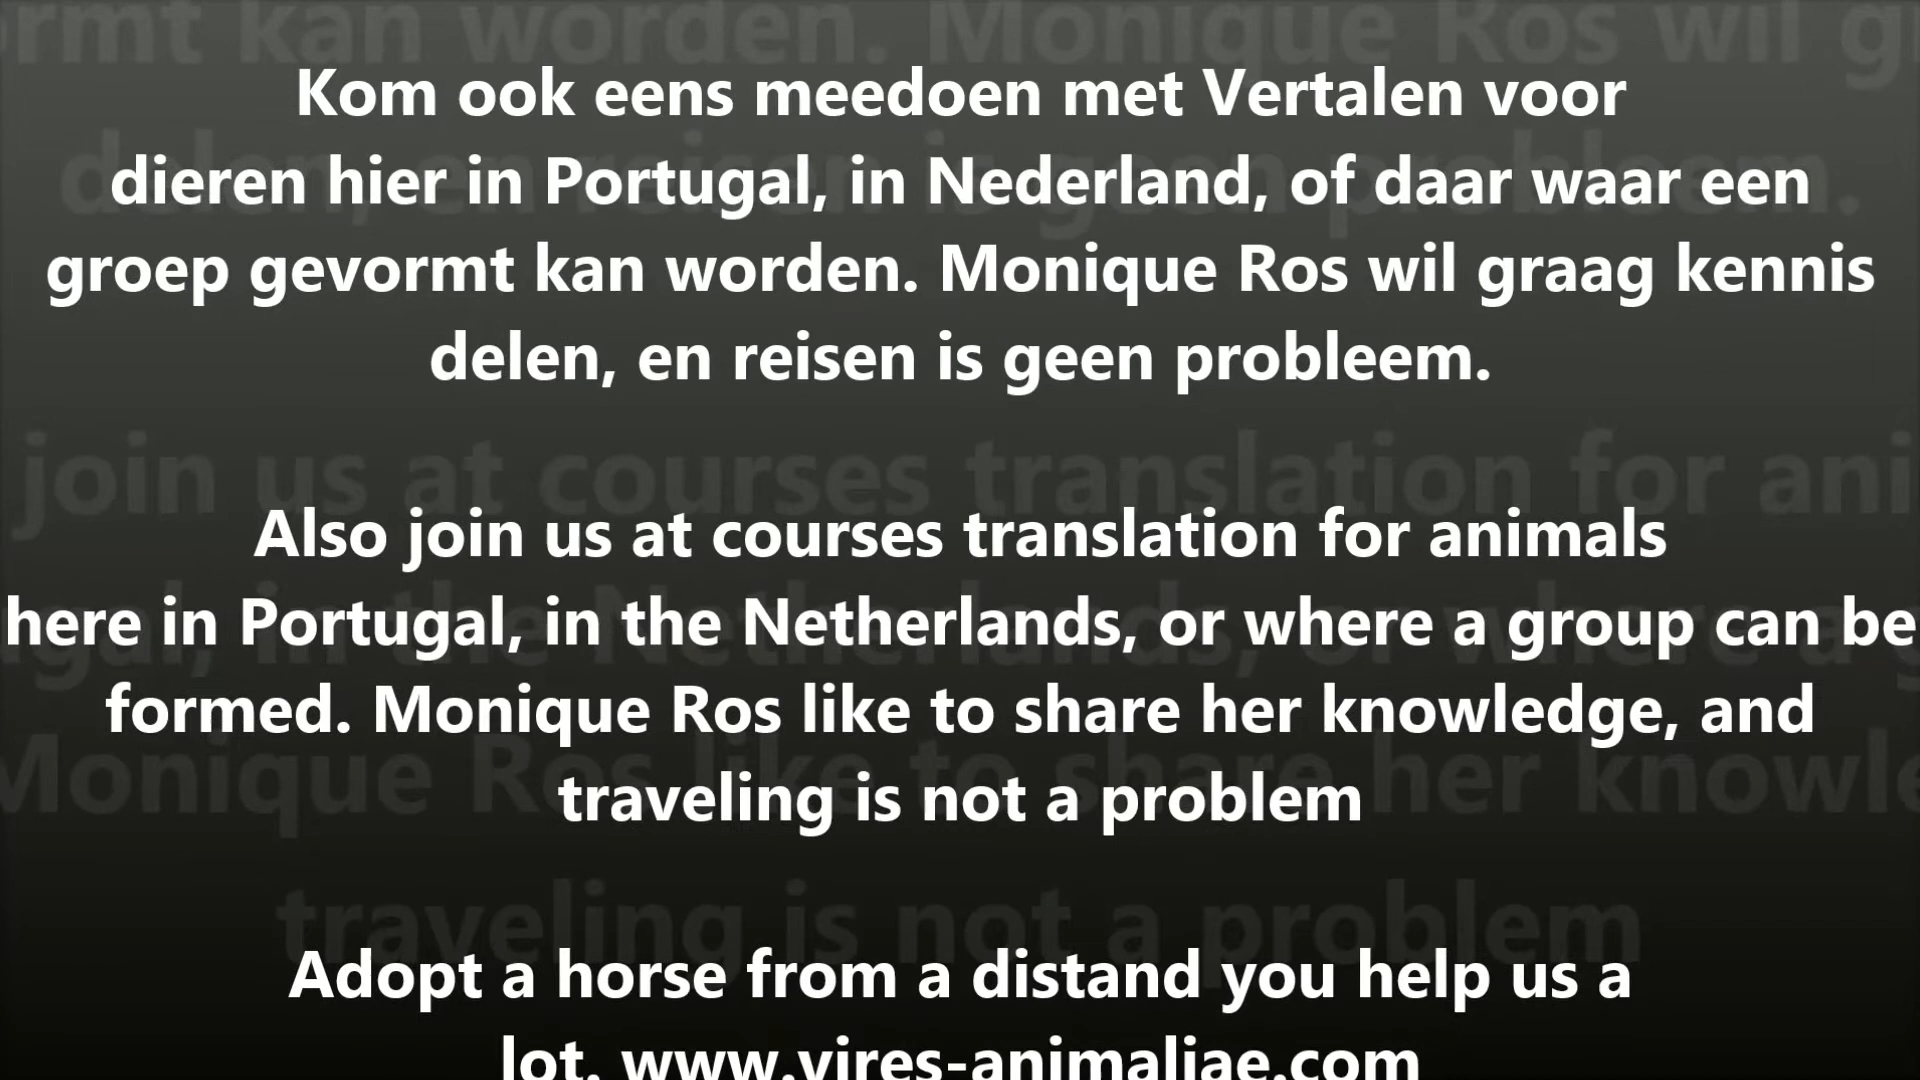 Kom ook eens meedoen met Vertalen voor
dieren hier in Portugal, in Nederland, of daar waar een
groep gevormt kan worden. Monique Ros wil graag kennis
delen, en reisen is geen probleem.
Also join us at courses translation for animals
here in Portugal, in the Netherlands, or where a group can be
formed. Monique Ros like to share her knowledge, and
traveling is not a problem
Adopt a horse from a distand you help us a
lot. www.vires-animaliae.com